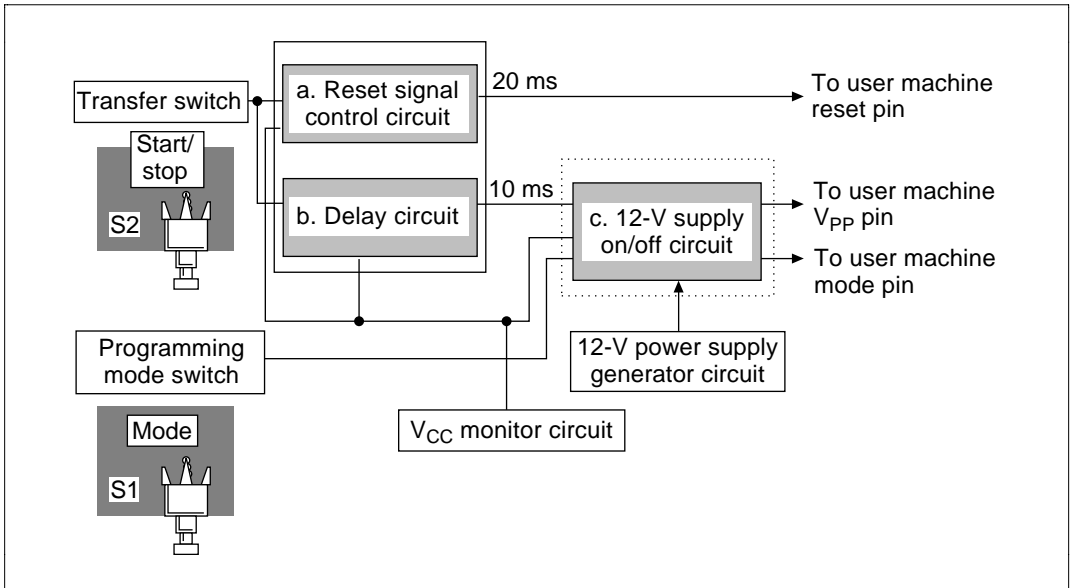 Transfer switch
Start/
stop
S2
a. Reset signal
control circuit
20 ms
To user machine
reset pin
b. Delay circuit
10 ms
c. 12-V supply
on/off circuit
To user machine
VPP pin
To user machine
mode pin
Programming
mode switch
12-V power supply
generator circuit
VCC monitor circuit
Mode
S1